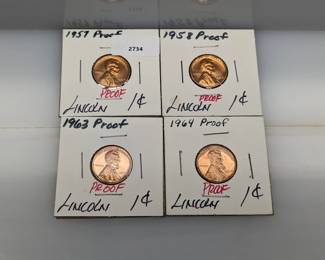 1957 Proof
2734
PROOF
LINCOLN 1¢
1958 Proof
PROOF
LINCOLN 1¢
1963 Proof
PROOF
LINCOLN 1¢
1964 Proof
PROOF
LINCOLN 1¢